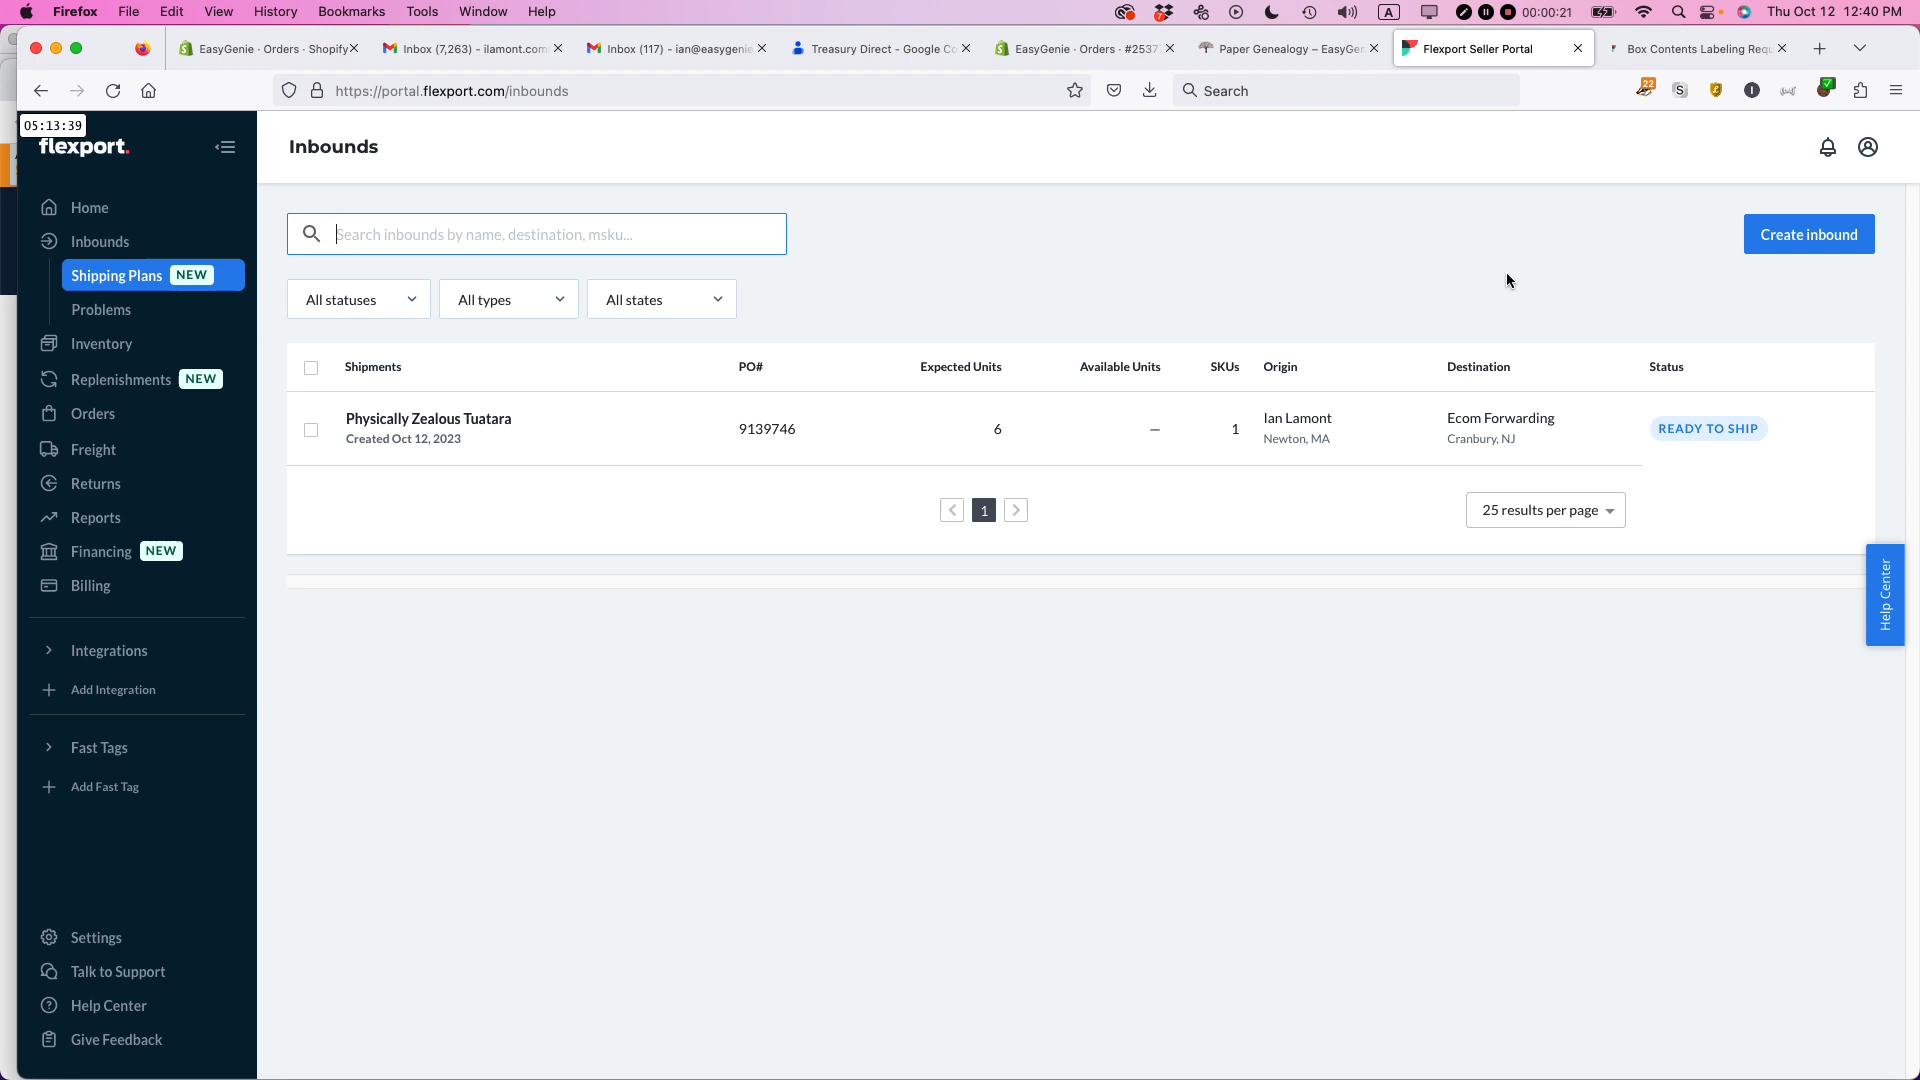 Firefox File Edit View History Bookmarks Tools Window Help 7 A 00:00:21 Thu Oct 12 12:40 PM
EasyGenie · Orders · Shopify Inbox (7,263) - ilamont.com Inbox (117) - ian@easygenie Treasury Direct - Google Co EasyGenie · Orders · #2537 Paper Genealogy – EasyGen Flexport Seller Portal Box Contents Labeling Requ
https://portal.flexport.com/inbounds Search 22 S
05:13:39
flexport. Inbounds
Home
Inbounds
Shipping Plans NEW
Problems
Inventory
Replenishments NEW
Orders
Freight
Returns
Reports
Financing NEW
Billing
Integrations
Add Integration
Fast Tags
Add Fast Tag
Settings
Talk to Support
Help Center
Give Feedback
Search inbounds by name, destination, msku... Create inbound
All statuses All types All states
Shipments PO# Expected Units Available Units SKUs Origin Destination Status
Physically Zealous Tuatara 9139746 6 — 1 Ian Lamont Ecom Forwarding READY TO SHIP
Created Oct 12, 2023 Newton, MA Cranbury, NJ
1 25 results per page
Help Center